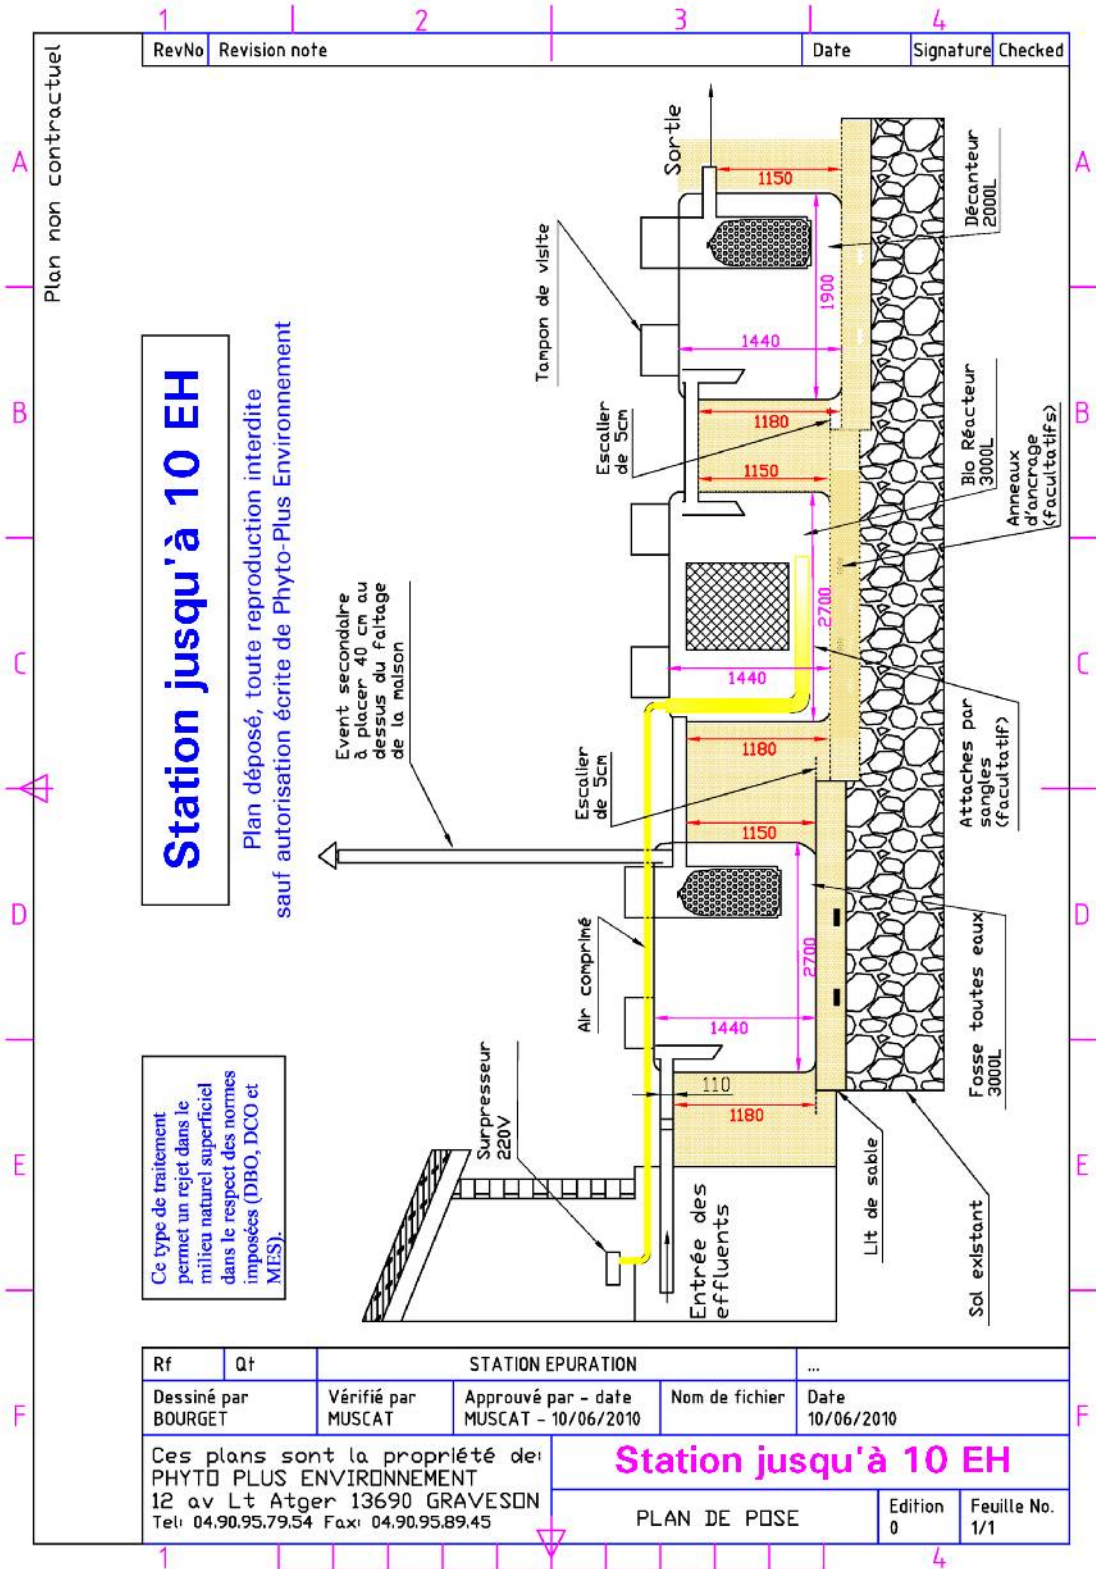 1
2
3
4
RevNo
Revision note
Date
Signature
Checked
Plan non contractuel
A
B
C
D
E
F
A
B
C
D
E
F
Station jusqu'à 10 EH
Plan déposé, toute reproduction interdite
sauf autorisation écrite de Phyto-Plus Environnement
Ce type de traitement
permet un rejet dans le
milieu naturel superficiel
dans le respect des normes
imposées (DBO, DCO et
MES).
Event secondaire
à placer 40 cm au
dessus du faîtage
de la maison
Surpresseur
220V
Air comprimé
Escalier
de 5cm
Escalier
de 5cm
Tampon de visite
Sortie
Entrée des
effluents
110
1180
1440
2700
1150
1180
1440
2700
1150
1180
1440
1900
1150
Lit de sable
Sol existant
Fosse toutes eaux
3000L
Attaches par
sangles
(facultatif)
Anneaux
d'ancrage
(facultatifs)
Bio Réacteur
3000L
Décanteur
2000L
Rf
Qt
STATION EPURATION
...
Dessiné par
BOURGET
Vérifié par
MUSCAT
Approuvé par - date
MUSCAT - 10/06/2010
Nom de fichier
Date
10/06/2010
Ces plans sont la propriété de:
PHYTO PLUS ENVIRONNEMENT
12 av Lt Atger 13690 GRAVESON
Tel: 04.90.95.79.54 Fax: 04.90.95.89.45
Station jusqu'à 10 EH
PLAN DE POSE
Edition
0
Feuille No.
1/1
1
4